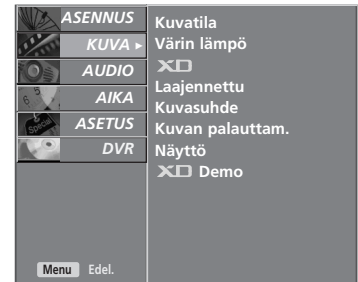 ASENNUS
KUVA ►
AUDIO
AIKA
ASETUS
DVR
Kuvatila
Värin lämpö
XD
Laajennettu
Kuvasuhde
Kuvan palauttam.
Näyttö
XD Demo
Menu Edel.